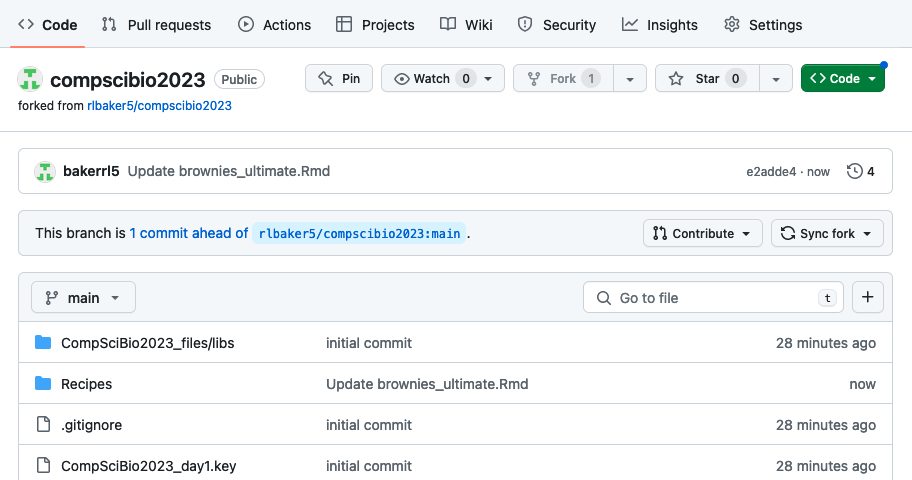 Code Pull requests Actions Projects Wiki Security Insights Settings
compscibio2023 Public Pin Watch 0 Fork 1 Star 0 Code
forked from rlbaker5/compscibio2023
bakerrl5 Update brownies_ultimate.Rmd e2adde4 · now 4
This branch is 1 commit ahead of rlbaker5/compscibio2023:main . Contribute Sync fork
main Go to file t
CompSciBio2023_files/libs initial commit 28 minutes ago
Recipes Update brownies_ultimate.Rmd now
.gitignore initial commit 28 minutes ago
CompSciBio2023_day1.key initial commit 28 minutes ago